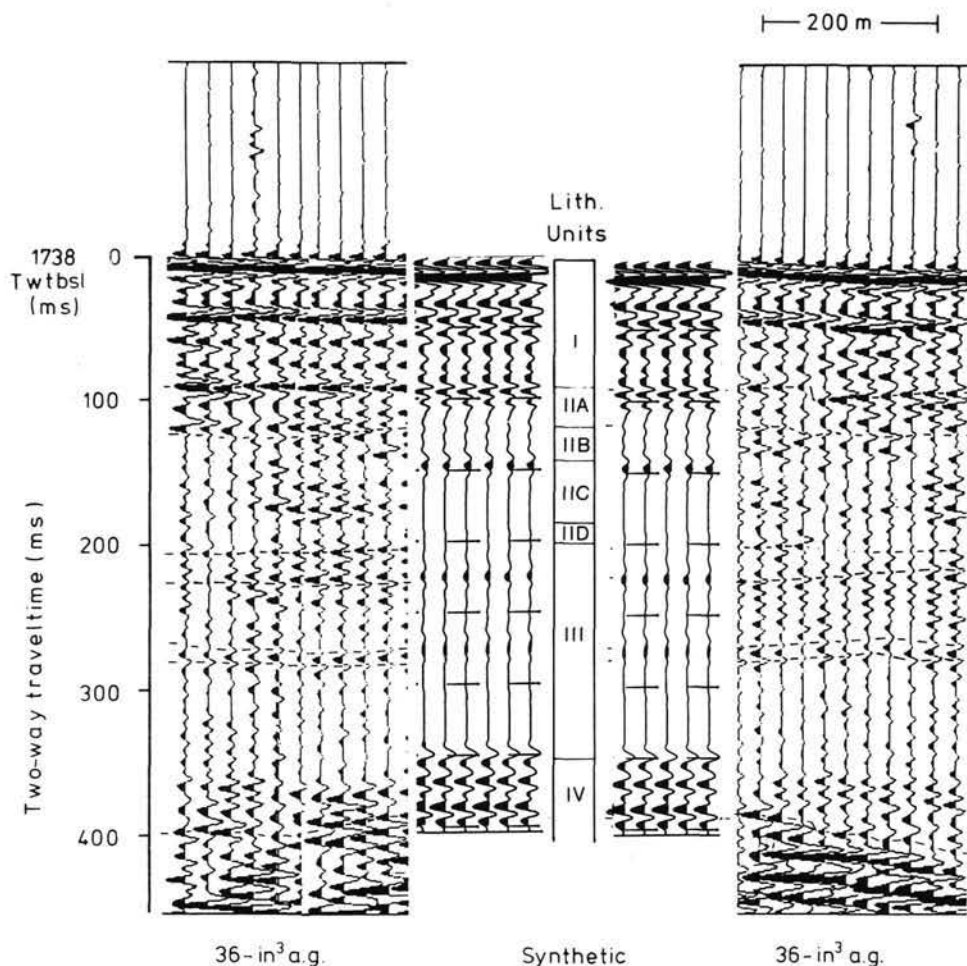 200 m
Lith.
Units
1738
Twtbsl
(ms)
0
100
200
300
400
Two-way traveltime (ms)
I
IIA
IIB
IIC
IID
III
IV
36-in³ a.g.
Synthetic
36-in³ a.g.